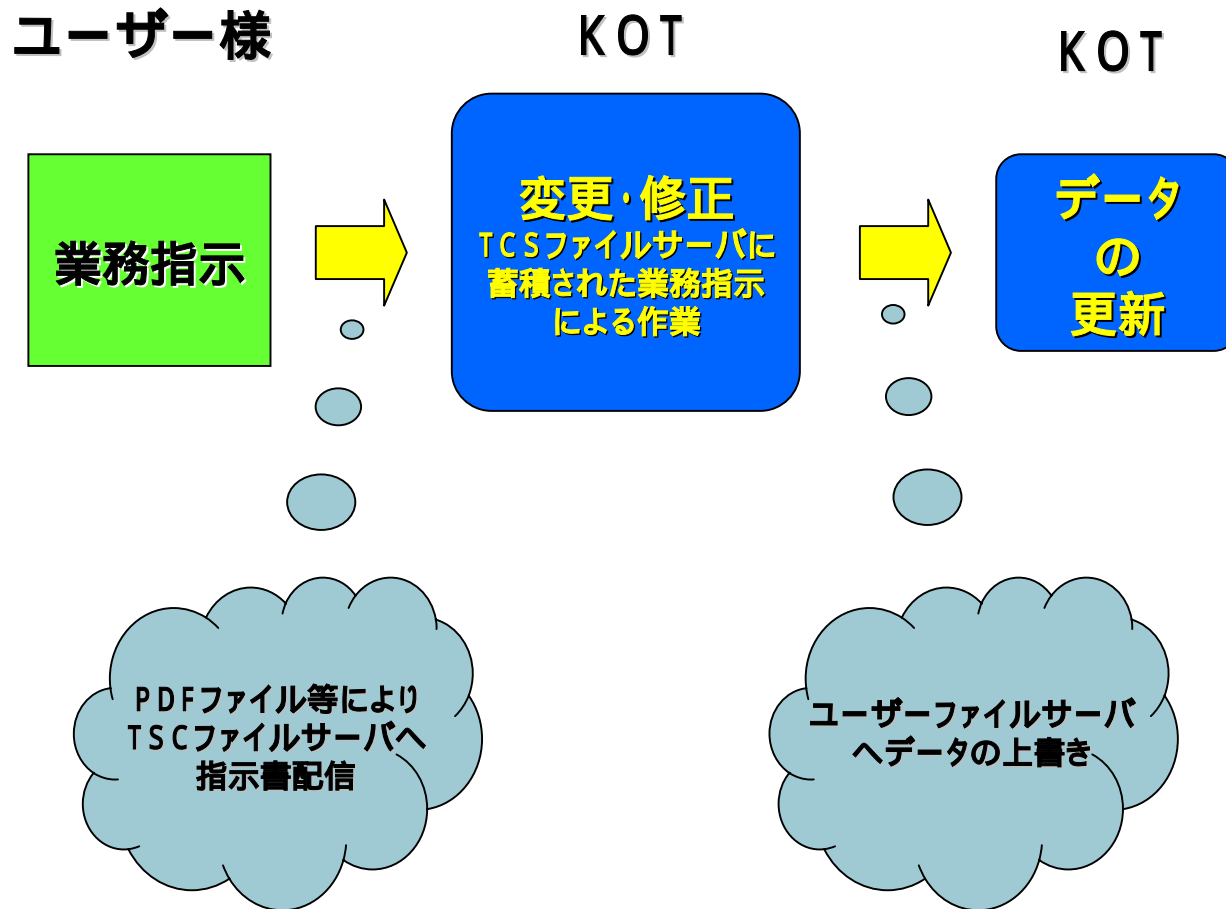 ユーザー様
KOT
KOT
業務指示
変更・修正
TCSファイルサーバに
蓄積された業務指示
による作業
データ
の
更新
PDFファイル等により
TSCファイルサーバへ
指示書配信
ユーザーファイルサーバ
へデータの上書き